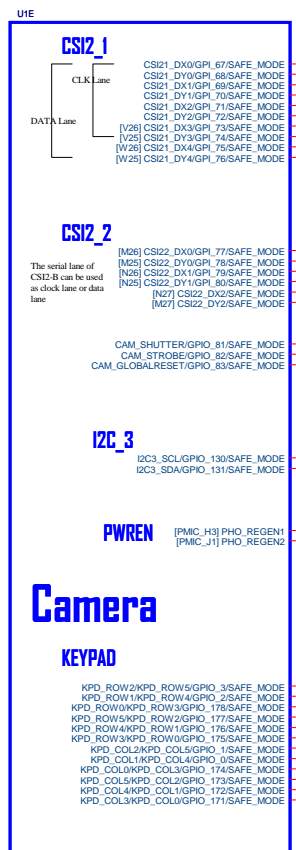 U1E
CSI2_1
CSI21_DX0/GPI_67/SAFE_MODE
CSI21_DY0/GPI_68/SAFE_MODE
CLK Lane
CSI21_DX1/GPI_69/SAFE_MODE
CSI21_DY1/GPI_70/SAFE_MODE
CSI21_DX2/GPI_71/SAFE_MODE
CSI21_DY2/GPI_72/SAFE_MODE
DATA Lane
[V26] CSI21_DX3/GPI_73/SAFE_MODE
[V25] CSI21_DY3/GPI_74/SAFE_MODE
[W26] CSI21_DX4/GPI_75/SAFE_MODE
[W25] CSI21_DY4/GPI_76/SAFE_MODE
CSI2_2
[M26] CSI22_DX0/GPI_77/SAFE_MODE
[M25] CSI22_DY0/GPI_78/SAFE_MODE
[N26] CSI22_DX1/GPI_79/SAFE_MODE
[N25] CSI22_DY1/GPI_80/SAFE_MODE
[N27] CSI22_DX2/SAFE_MODE
[M27] CSI22_DY2/SAFE_MODE
The serial lane of
CSI2-B can be used
as clock lane or data
lane
CAM_SHUTTER/GPIO_81/SAFE_MODE
CAM_STROBE/GPIO_82/SAFE_MODE
CAM_GLOBALRESET/GPIO_83/SAFE_MODE
I2C_3
I2C3_SCL/GPIO_130/SAFE_MODE
I2C3_SDA/GPIO_131/SAFE_MODE
PWREN
[PMIC_H3] PHO_REGEN1
[PMIC_J1] PHO_REGEN2
Camera
KEYPAD
KPD_ROW2/KPD_ROW5/GPIO_3/SAFE_MODE
KPD_ROW1/KPD_ROW4/GPIO_2/SAFE_MODE
KPD_ROW0/KPD_ROW3/GPIO_178/SAFE_MODE
KPD_ROW5/KPD_ROW2/GPIO_177/SAFE_MODE
KPD_ROW4/KPD_ROW1/GPIO_176/SAFE_MODE
KPD_ROW3/KPD_ROW0/GPIO_175/SAFE_MODE
KPD_COL2/KPD_COL5/GPIO_1/SAFE_MODE
KPD_COL1/KPD_COL4/GPIO_0/SAFE_MODE
KPD_COL0/KPD_COL3/GPIO_174/SAFE_MODE
KPD_COL5/KPD_COL2/GPIO_173/SAFE_MODE
KPD_COL4/KPD_COL1/GPIO_172/SAFE_MODE
KPD_COL3/KPD_COL0/GPIO_171/SAFE_MODE